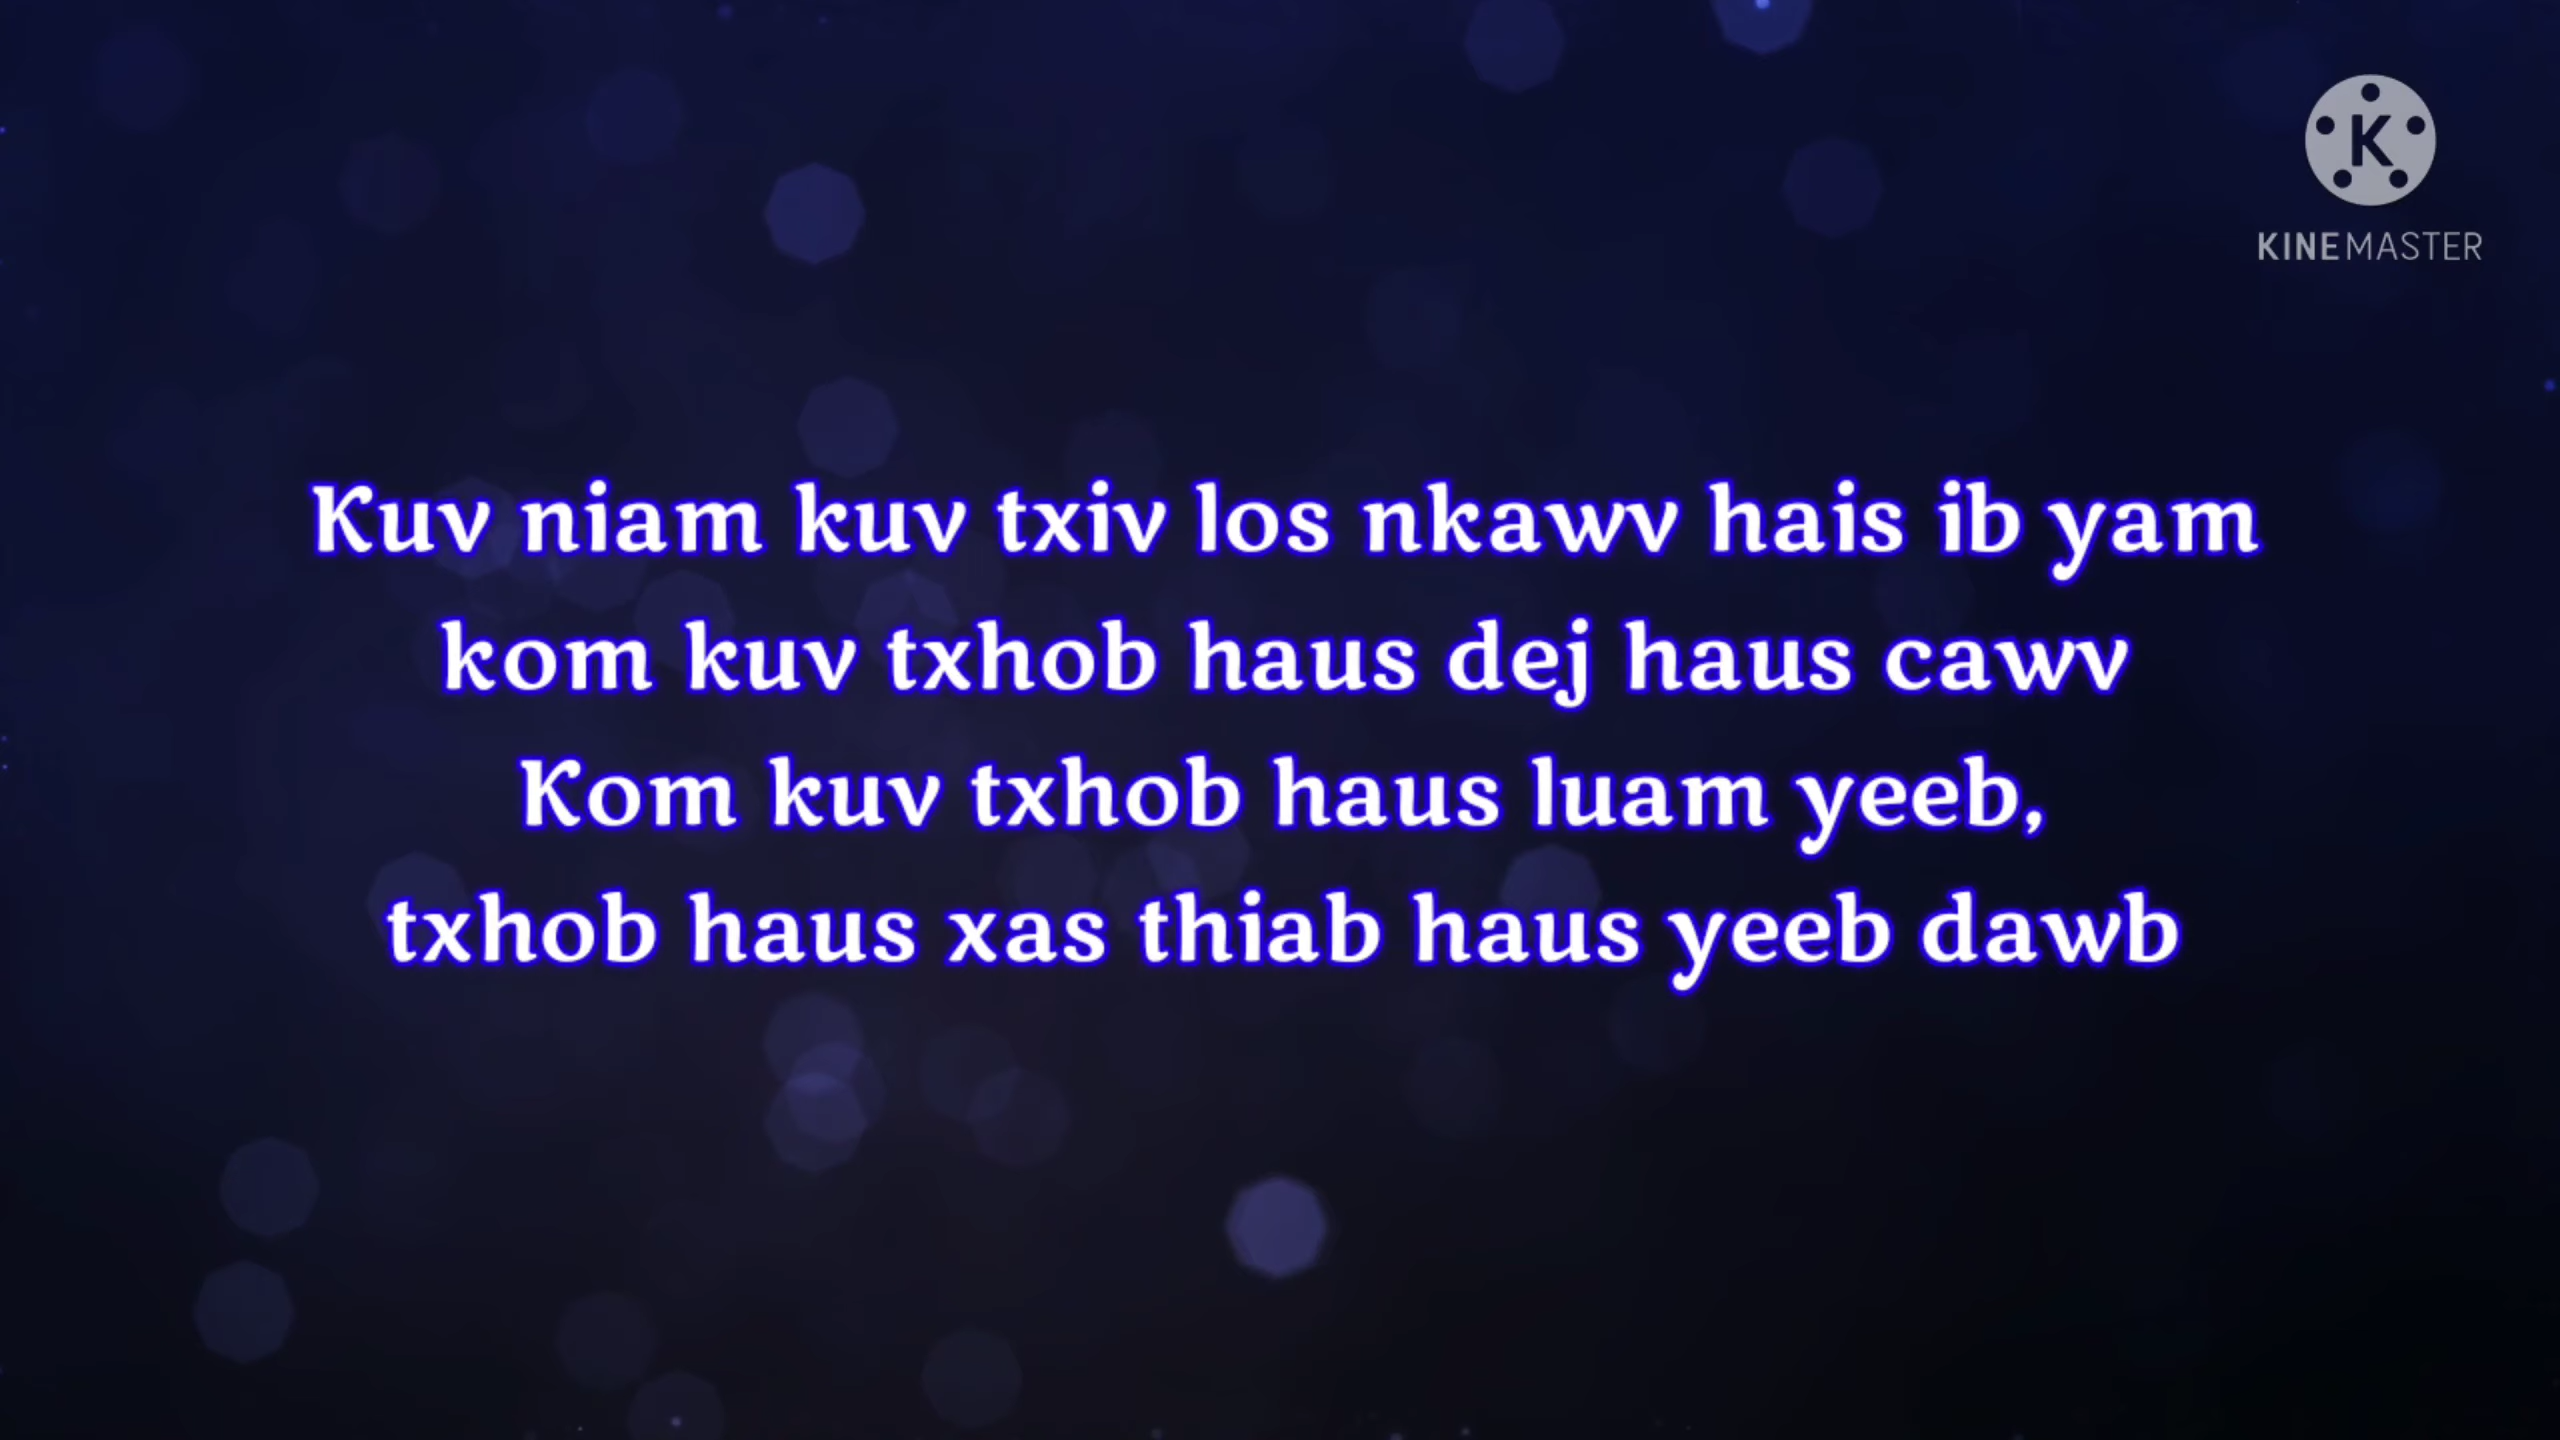 K
KINEMASTER
Kuv niam kuv txiv los nkawv hais ib yam
kom kuv txhob haus dej haus cawv
Kom kuv txhob haus luam yeeb,
txhob haus xas thiab haus yeeb dawb